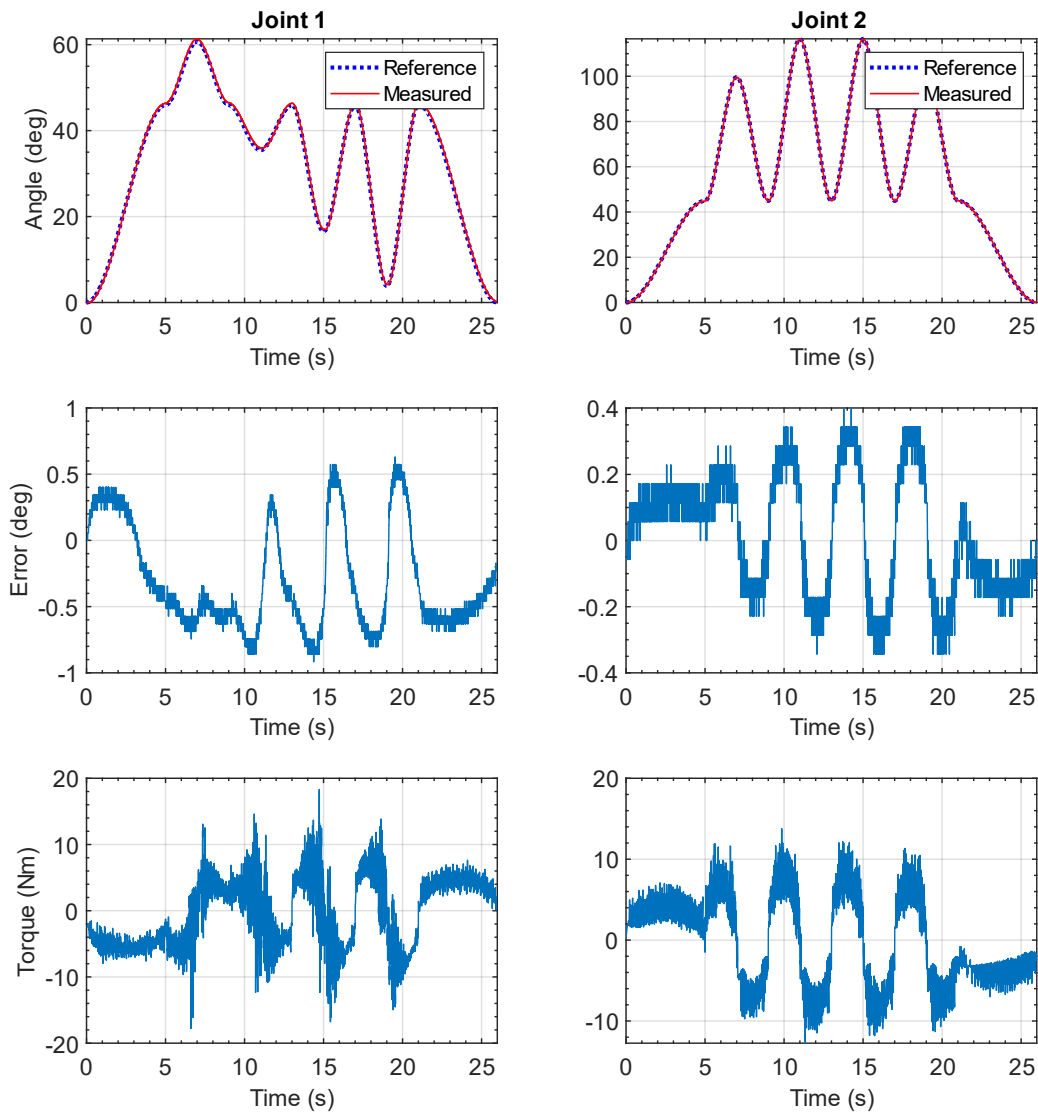 Joint 1
Joint 2
60
40
20
0
Angle (deg)
Reference
Measured
0 5 10 15 20 25
Time (s)
100
80
60
40
20
0
Reference
Measured
0 5 10 15 20 25
Time (s)
1
0.5
0
-0.5
-1
Error (deg)
0 5 10 15 20 25
Time (s)
0.4
0.2
0
-0.2
-0.4
0 5 10 15 20 25
Time (s)
20
10
0
-10
-20
Torque (Nm)
0 5 10 15 20 25
Time (s)
20
10
0
-10
0 5 10 15 20 25
Time (s)